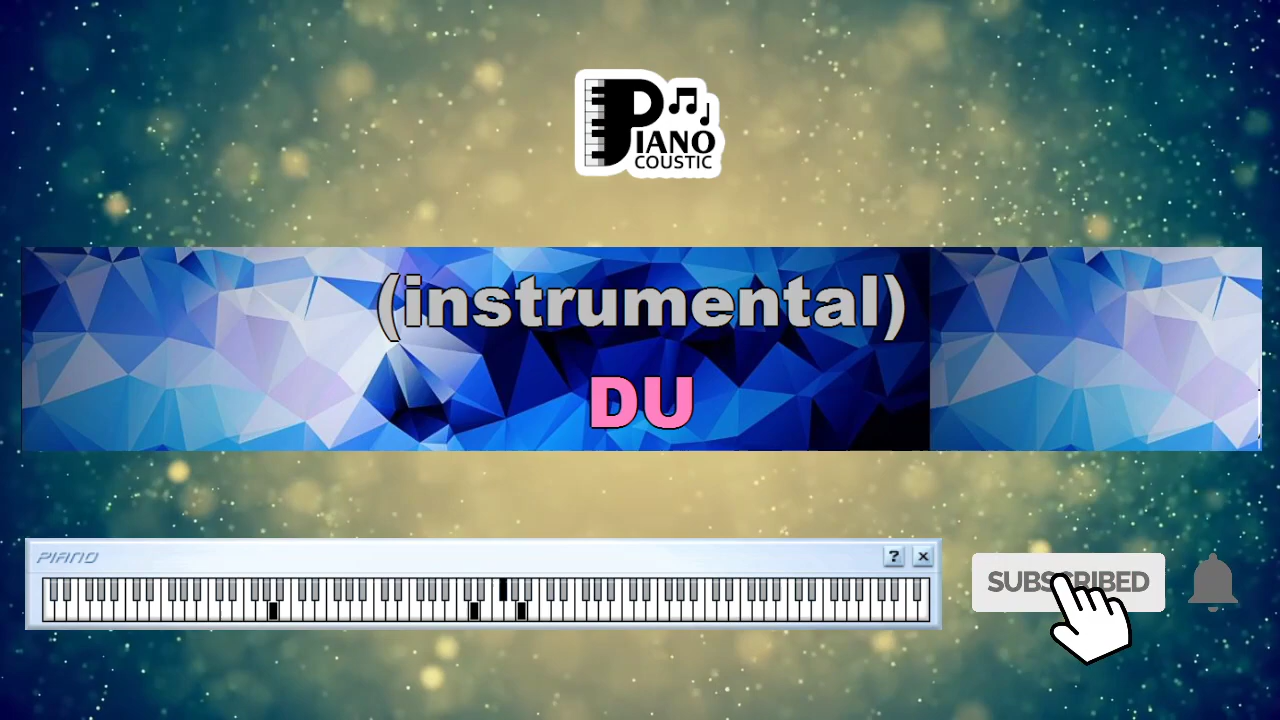 PIANO
COUSTIC
(instrumental)
DU
PIANO
?
×
SUBSCRIBED